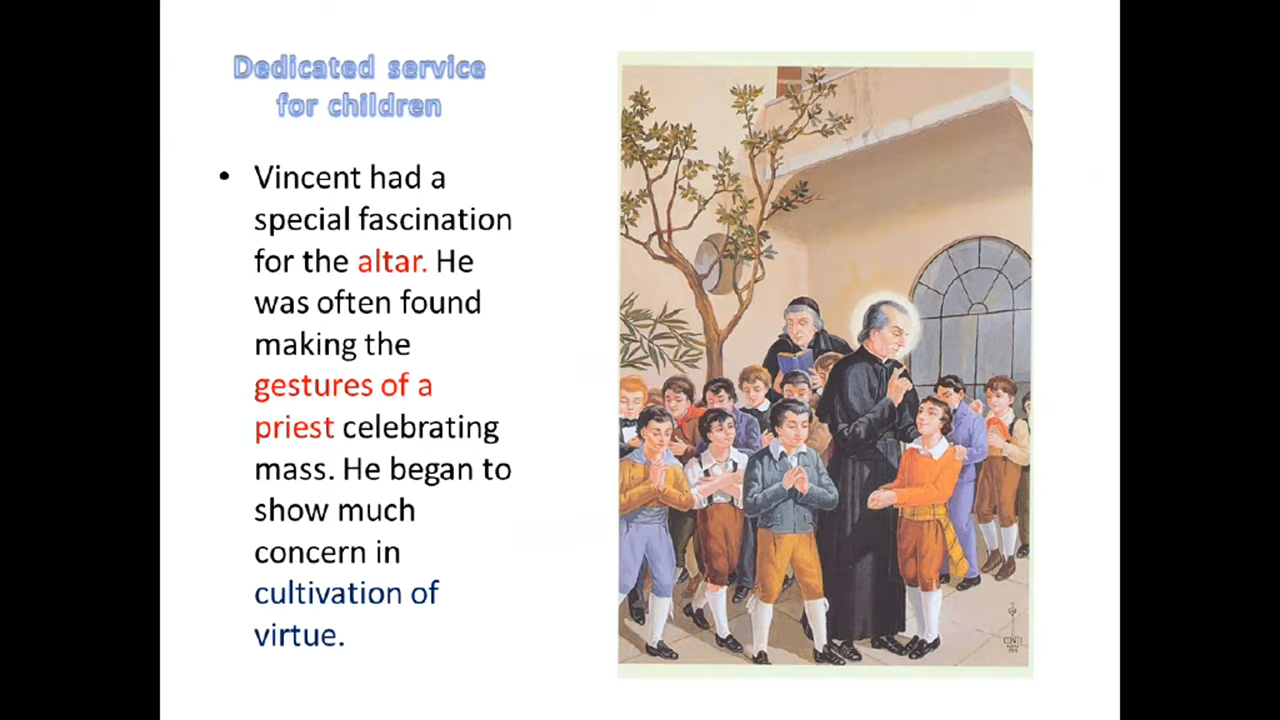 Dedicated service
for children
• Vincent had a
special fascination
for the altar. He
was often found
making the
gestures of a
priest celebrating
mass. He began to
show much
concern in
cultivation of
virtue.
CONTI